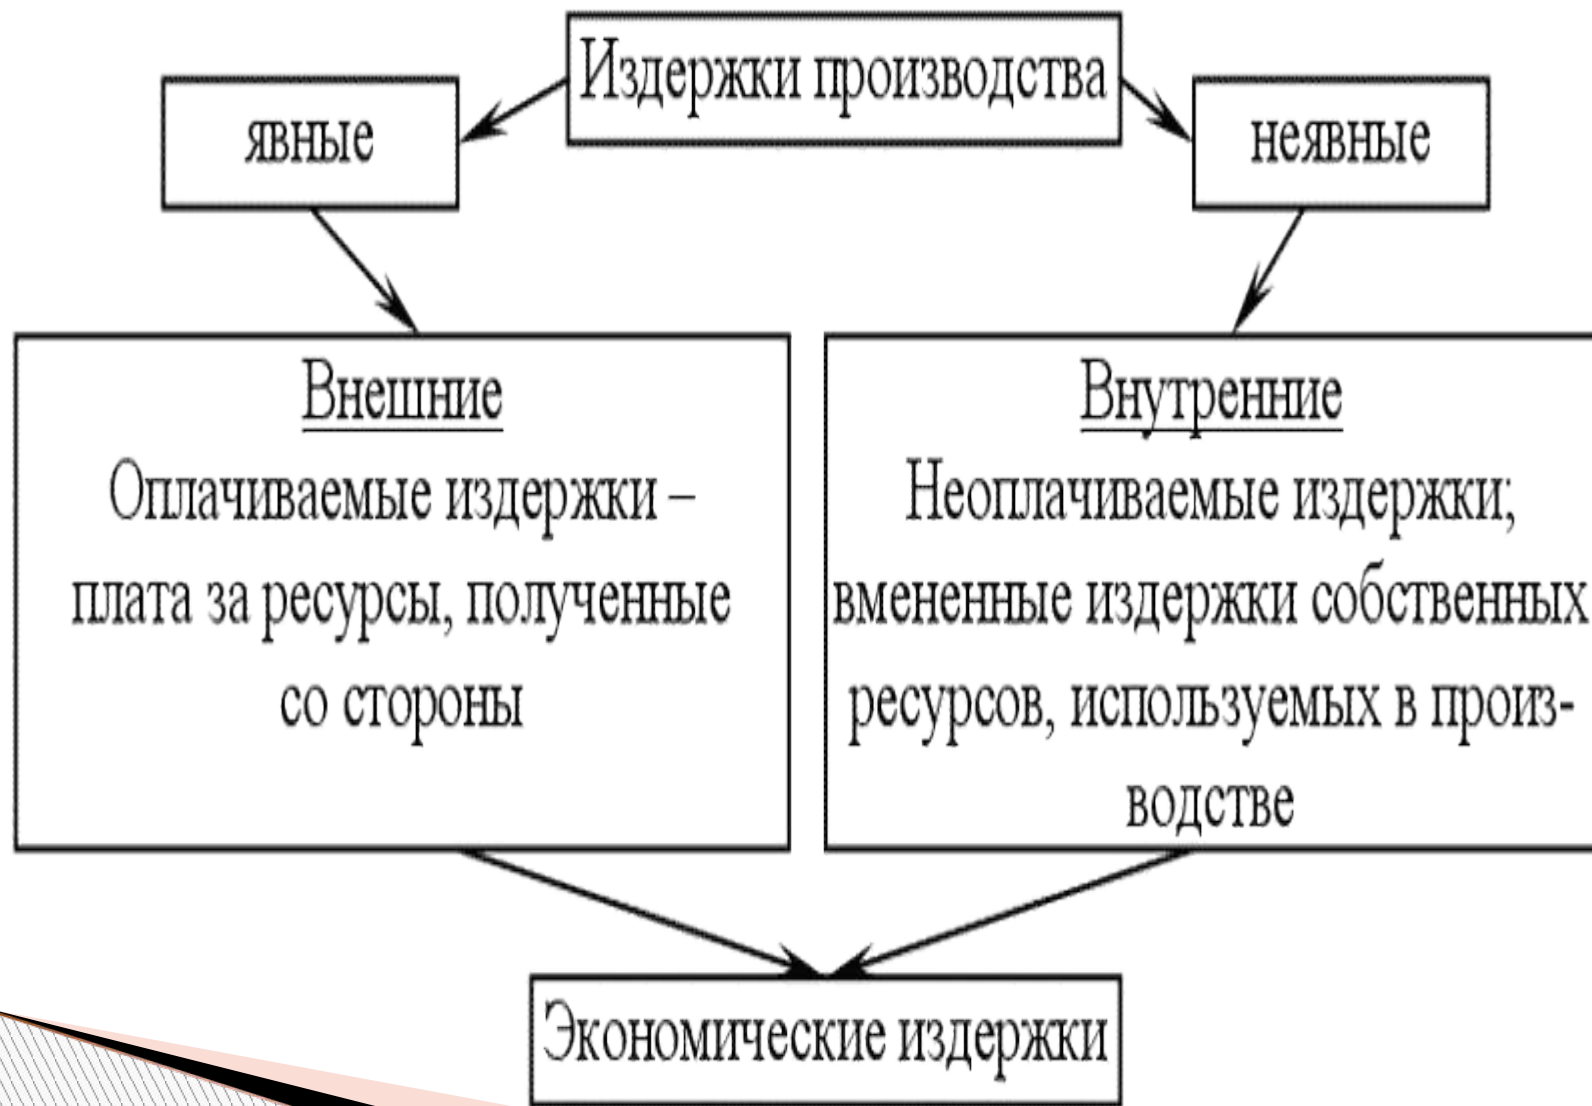 Издержки производства
явные
неявные
Внешние
Оплачиваемые издержки –
плата за ресурсы, полученные
со стороны
Внутренние
Неоплачиваемые издержки;
вмененные издержки собственных
ресурсов, используемых в произ-
водстве
Экономические издержки